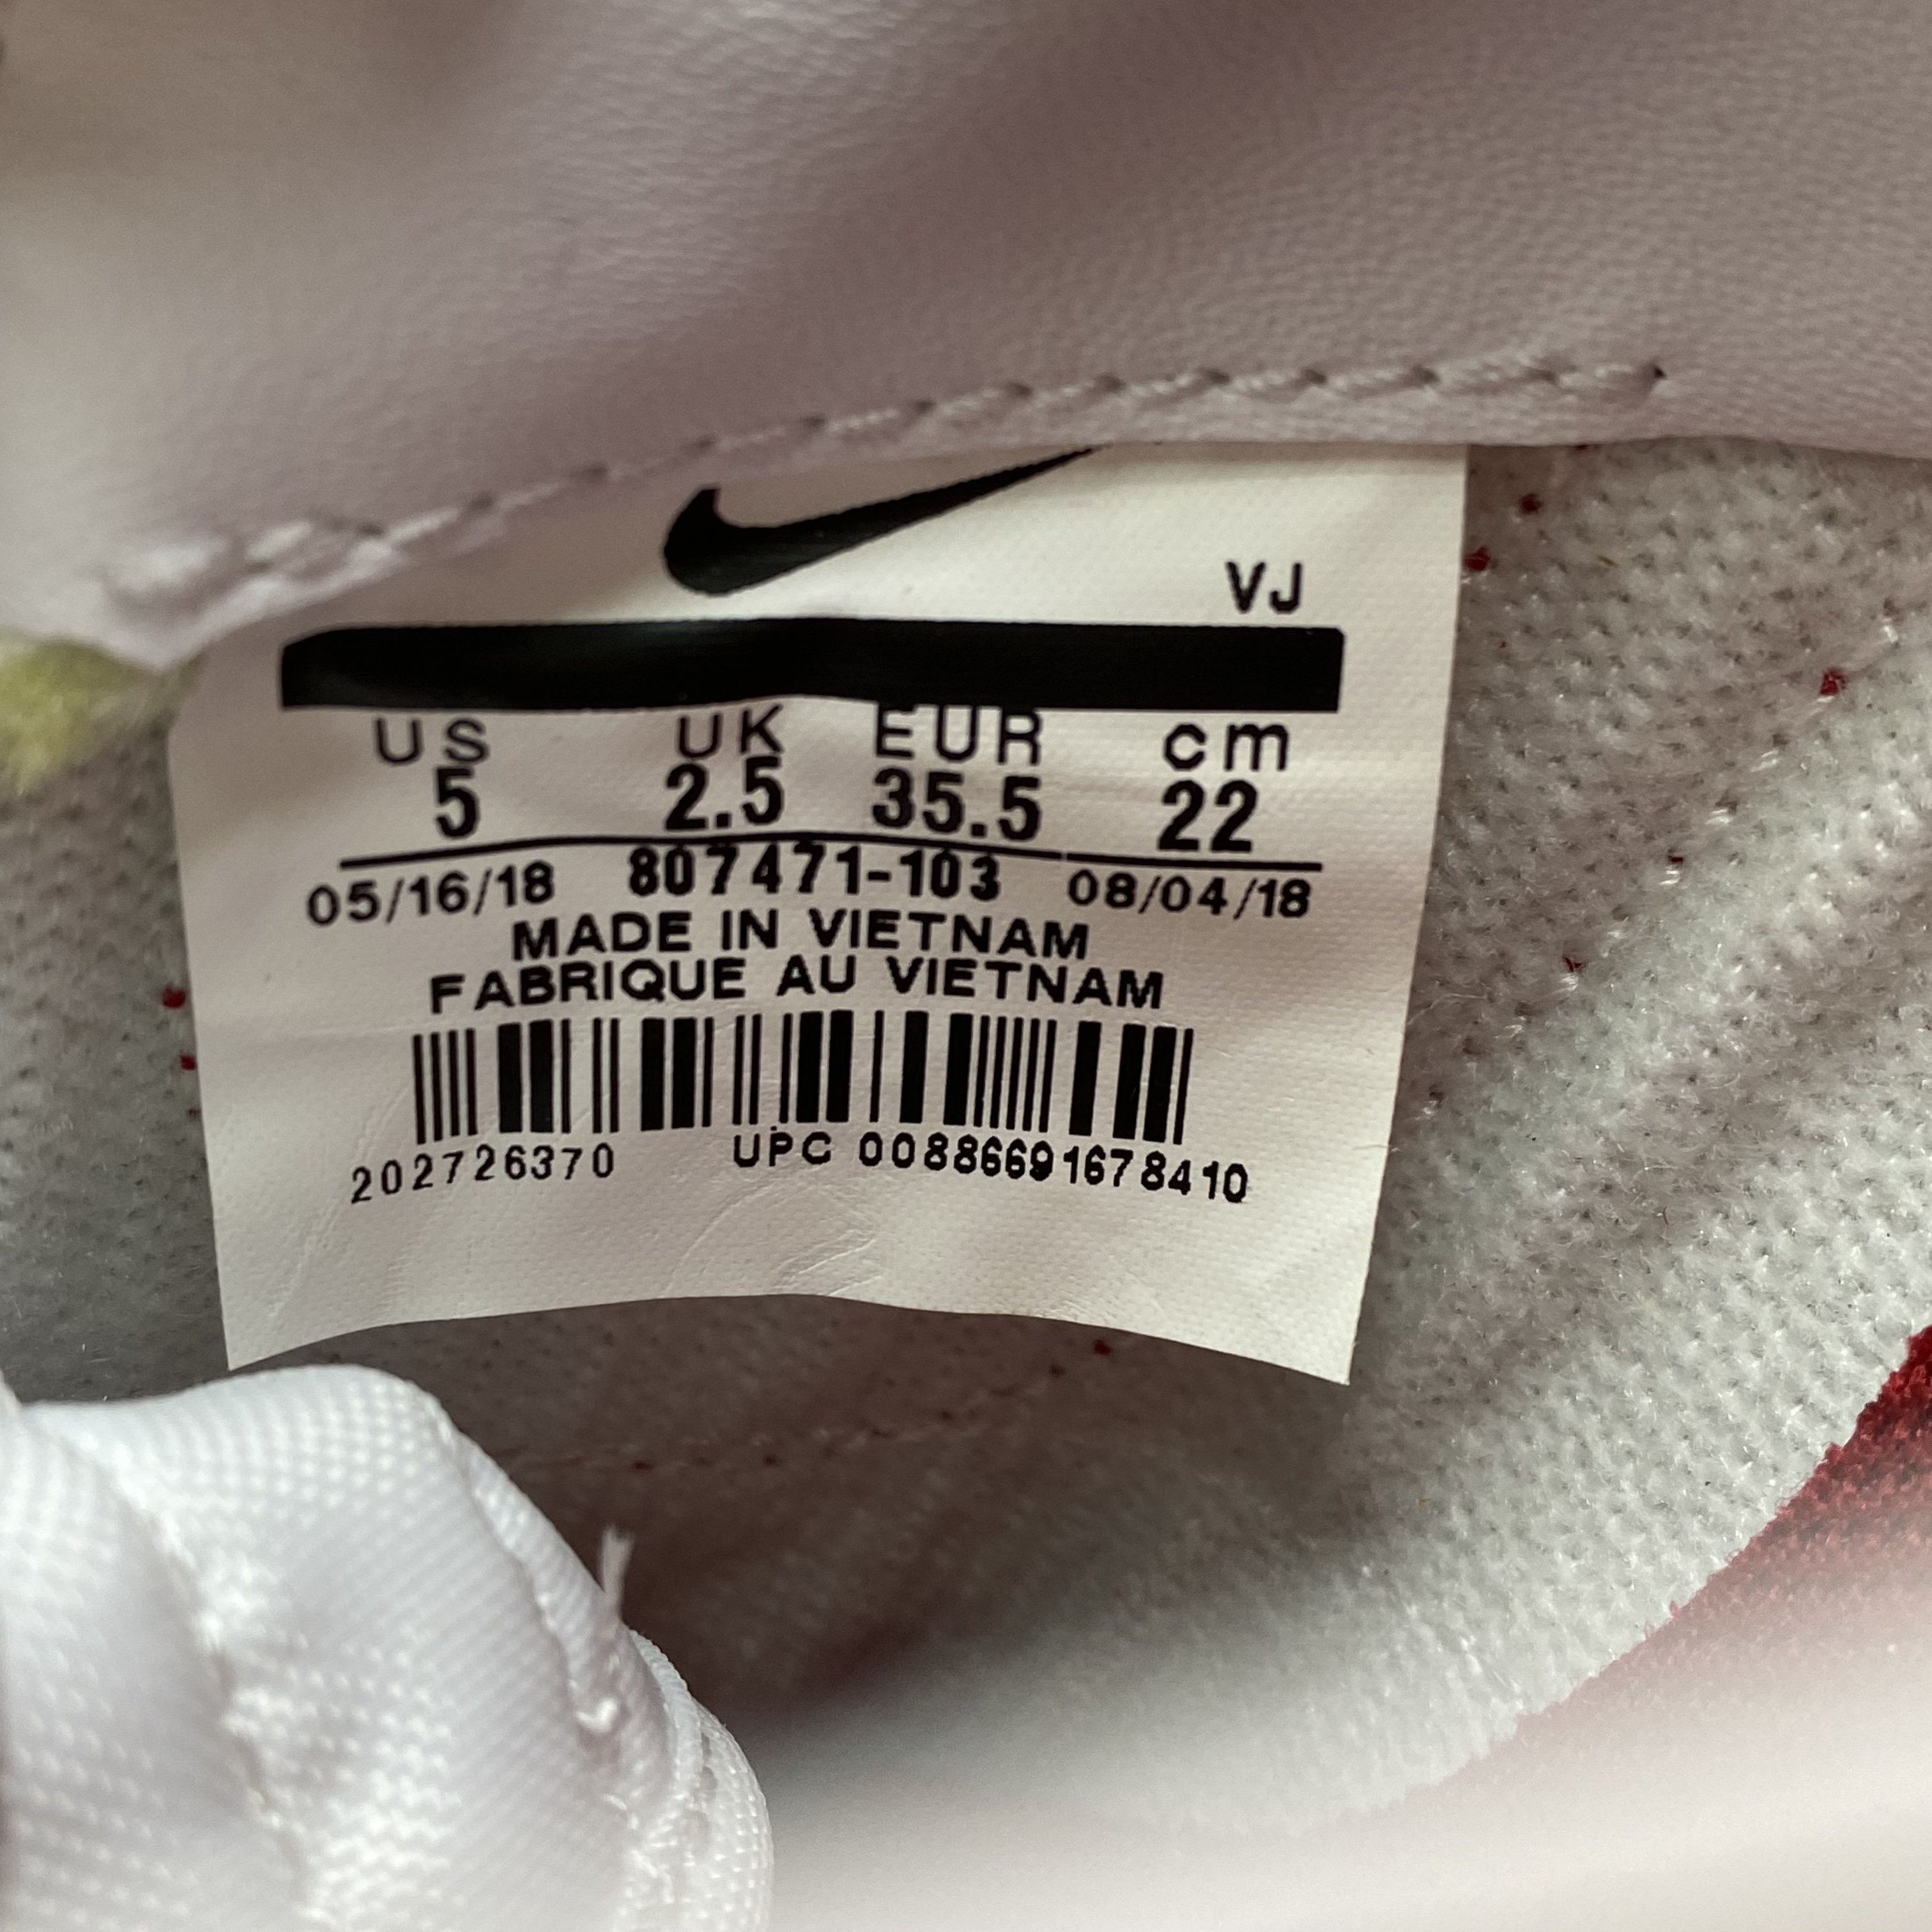 VJ
US UK EUR cm
5 2.5 35.5 22
05/16/18 807471-103 08/04/18
MADE IN VIETNAM
FABRIQUE AU VIETNAM
202726370 UPC 00886691678410